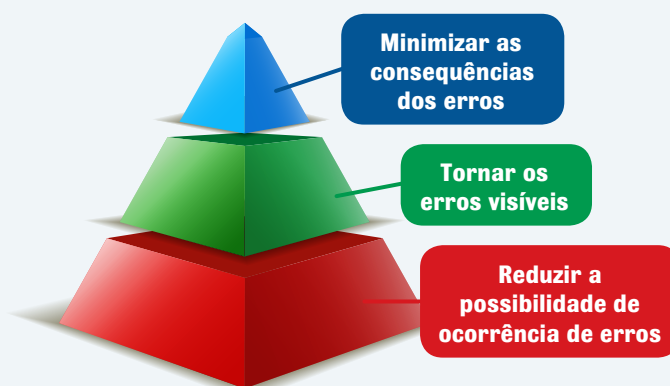 Minimizar as
consequências
dos erros
Tornar os
erros visíveis
Reduzir a
possibilidade de
ocorrência de erros